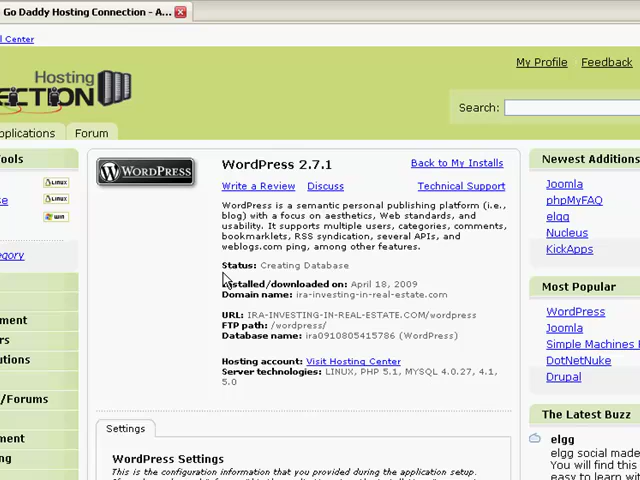 Go Daddy Hosting Connection - A...
l Center
My Profile
Feedback
Hosting
ECTION
Search:
pplications
Forum
ools
Newest Additions
WORDPRESS
WordPress 2.7.1
Back to My Installs
Write a Review
Discuss
Technical Support
WordPress is a semantic personal publishing platform (i.e.,
blog) with a focus on aesthetics, Web standards, and
usability. It supports multiple users, categories, comments,
bookmarklets, RSS syndication, several APIs, and
weblogs.com ping, among other features.
Status: Creating Database
Installed/downloaded on: April 18, 2009
Domain name: ira-investing-in-real-estate.com
URL: IRA-INVESTING-IN-REAL-ESTATE.COM/wordpress
FTP path: /wordpress/
Database name: ira0910805415786 (WordPress)
Hosting account: Visit Hosting Center
Server technologies: LINUX, PHP 5.1, MYSQL 4.0.27, 4.1,
5.0
Settings
WordPress Settings
This is the configuration information that you provided during the application setup.
LINUX
se
LINUX
WIN
egory
ment
rs
utions
/Forums
ment
ng
Joomla
phpMyFAQ
elgg
Nucleus
KickApps
Most Popular
WordPress
Joomla
Simple Machines
DotNetNuke
Drupal
The Latest Buzz
elgg
elgg social made
You will find this